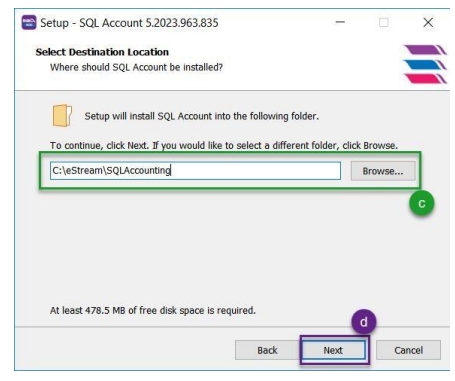 Setup - SQL Account 5.2023.963.835
Select Destination Location
Where should SQL Account be installed?
Setup will install SQL Account into the following folder.
To continue, click Next. If you would like to select a different folder, click Browse.
C:\eStream\SQLAccounting
Browse...
c
At least 478.5 MB of free disk space is required.
d
Back Next Cancel